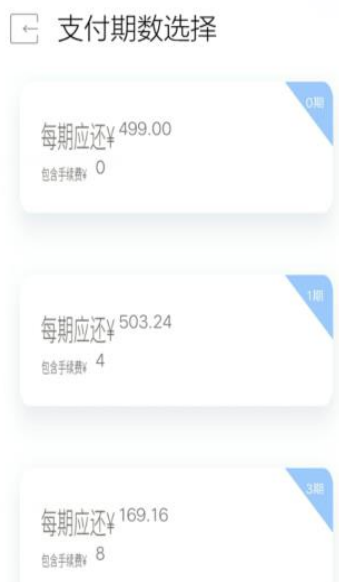 支付期数选择
0期
每期应还¥ 499.00
包含手续费¥ 0
1期
每期应还¥ 503.24
包含手续费¥ 4
3期
每期应还¥ 169.16
包含手续费¥ 8